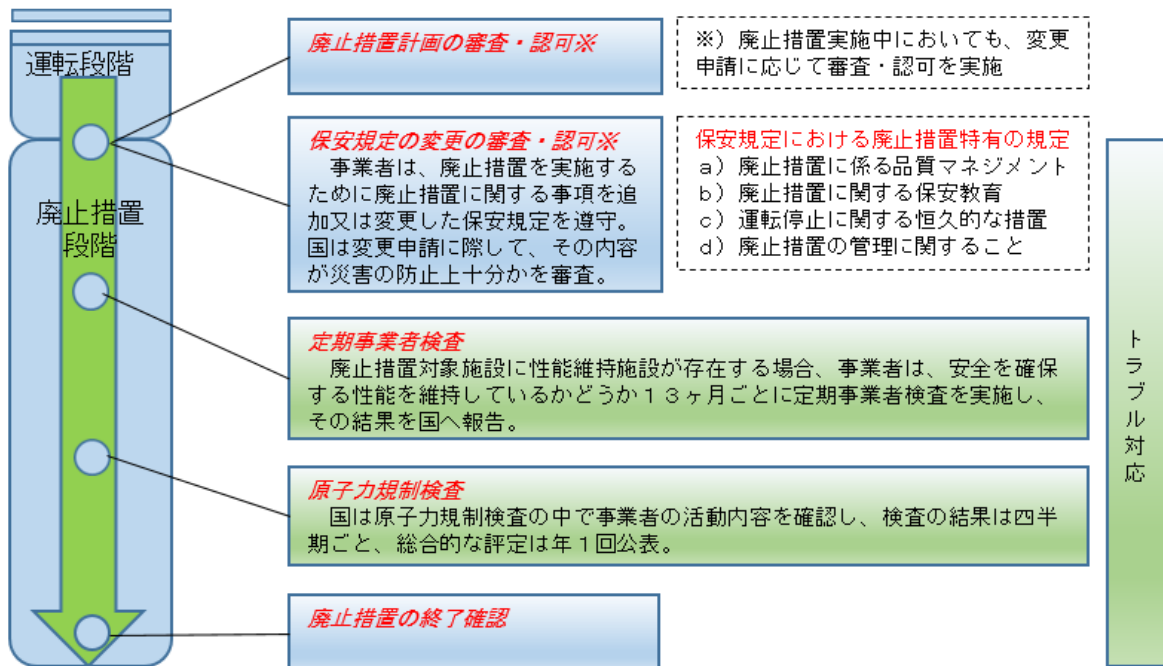 運転段階
廃止措置
段階
廃止措置計画の審査・認可※
※）廃止措置実施中においても、変更
申請に応じて審査・認可を実施
保安規定の変更の審査・認可※
事業者は、廃止措置を実施する
ために廃止措置に関する事項を追
加又は変更した保安規定を遵守。
国は変更申請に際して、その内容
が災害の防止上十分かを審査。
保安規定における廃止措置特有の規定
ａ）廃止措置に係る品質マネジメント
ｂ）廃止措置に関する保安教育
ｃ）運転停止に関する恒久的な措置
ｄ）廃止措置の管理に関すること
定期事業者検査
廃止措置対象施設に性能維持施設が存在する場合、事業者は、安全を確保
する性能を維持しているかどうか１３ヶ月ごとに定期事業者検査を実施し、
その結果を国へ報告。
原子力規制検査
国は原子力規制検査の中で事業者の活動内容を確認し、検査の結果は四半
期ごと、総合的な評定は年１回公表。
廃止措置の終了確認
トラブル対応